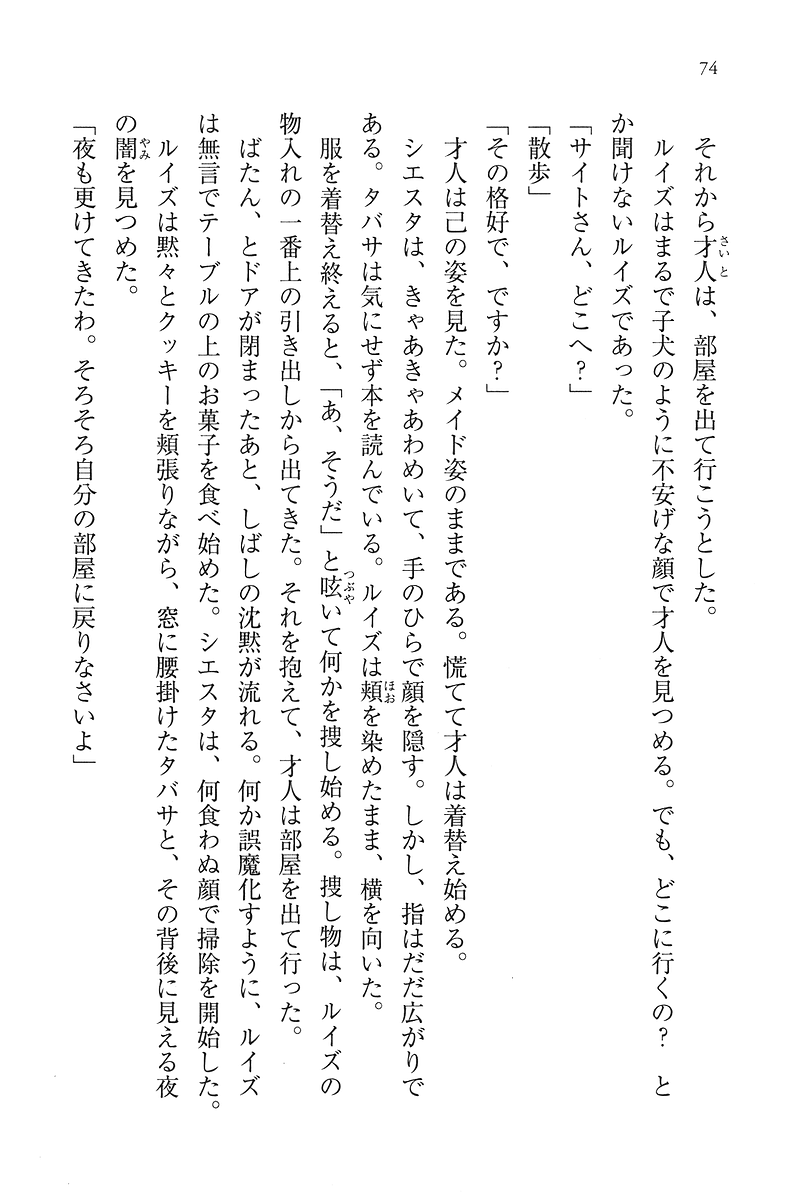 74
それから才人は、部屋を出て行こうとした。
ルイズはまるで子犬のように不安げな顔で才人を見つめる。でも、どこに行くの? と
か聞けないルイズであった。
「サイトさん、どこへ?」
「散歩」
「その格好で、ですか?」
才人は己の姿を見た。メイド姿のままである。慌てて才人は着替え始める。
シエスタは、きゃあきゃあわめいて、手のひらで顔を隠す。しかし、指はだだ広がりで
ある。タバサは気にせず本を読んでいる。ルイズは頬を染めたまま、横を向いた。
服を着替え終えると、「あ、そうだ」と呟いて何かを捜し始める。捜し物は、ルイズの
物入れの一番上の引き出しから出てきた。それを抱えて、才人は部屋を出て行った。
ばたん、とドアが閉まったあと、しばしの沈黙が流れる。何か誤魔化すように、ルイズ
は無言でテーブルの上のお菓子を食べ始めた。シエスタは、何食わぬ顔で掃除を開始した。
ルイズは黙々とクッキーを頬張りながら、窓に腰掛けたタバサと、その背後に見える夜
の闇を見つめた。
「夜も更けてきたわ。そろそろ自分の部屋に戻りなさいよ」